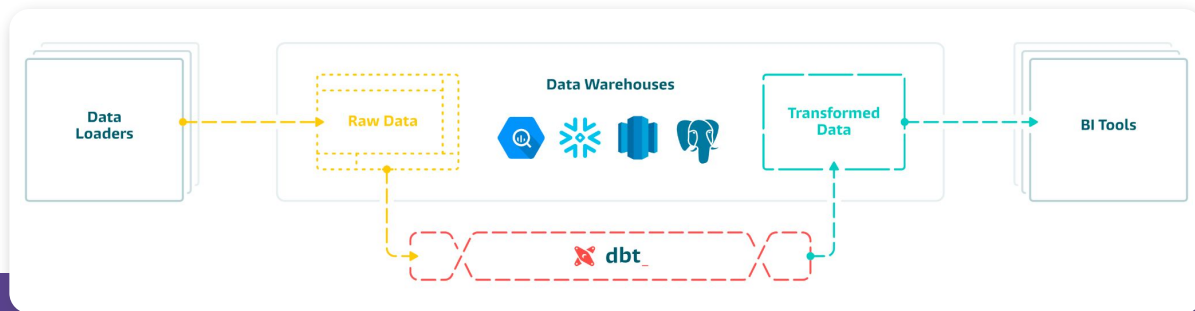 Data
Loaders
Raw Data
Data Warehouses
Transformed
Data
BI Tools
dbt_